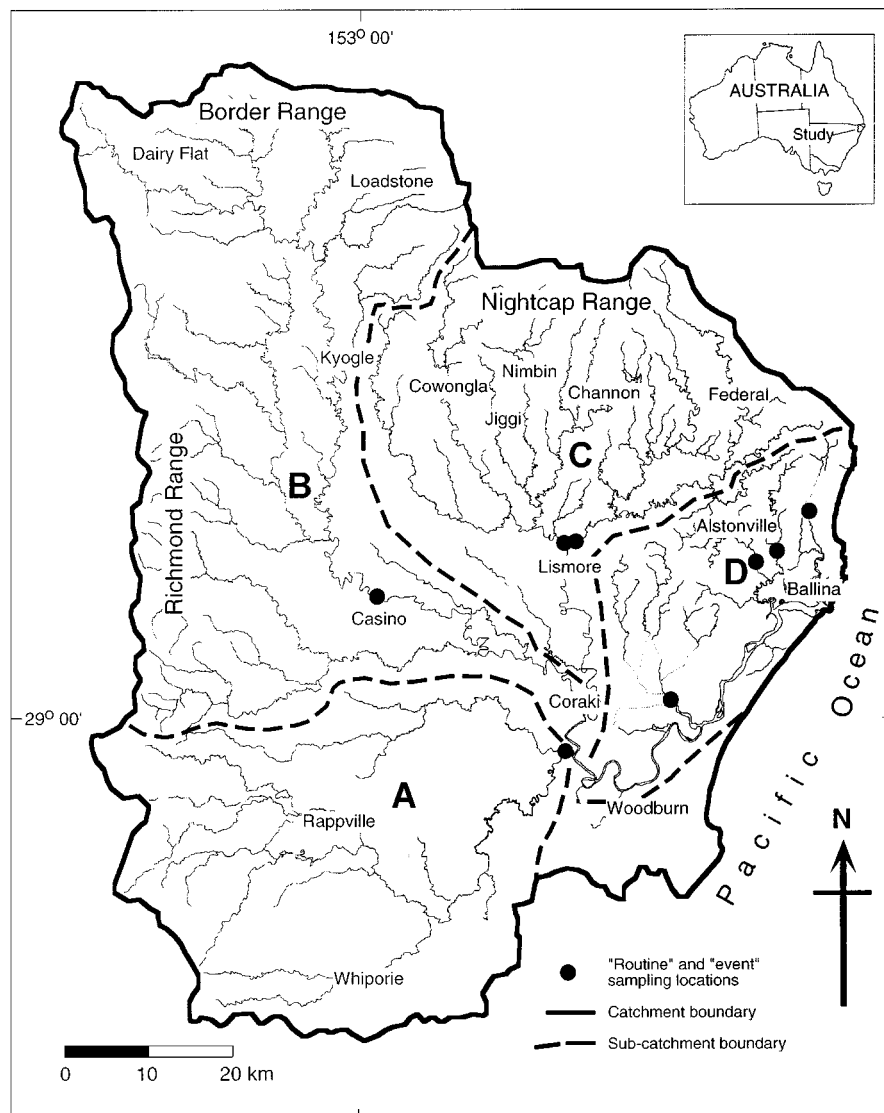 153º 00'
Border Range
Dairy Flat
Loadstone
AUSTRALIA
Study
Nightcap Range
Kyogle
Cowongla
Nimbin
Jiggi
Channon
Federal
Richmond Range
B
C
Alstonville
Lismore
D
Ballina
Casino
Coraki
29º 00'
A
Rappville
Woodburn
Pacific Ocean
N
Whiporie
"Routine" and "event"
sampling locations
Catchment boundary
Sub-catchment boundary
0 10 20 km